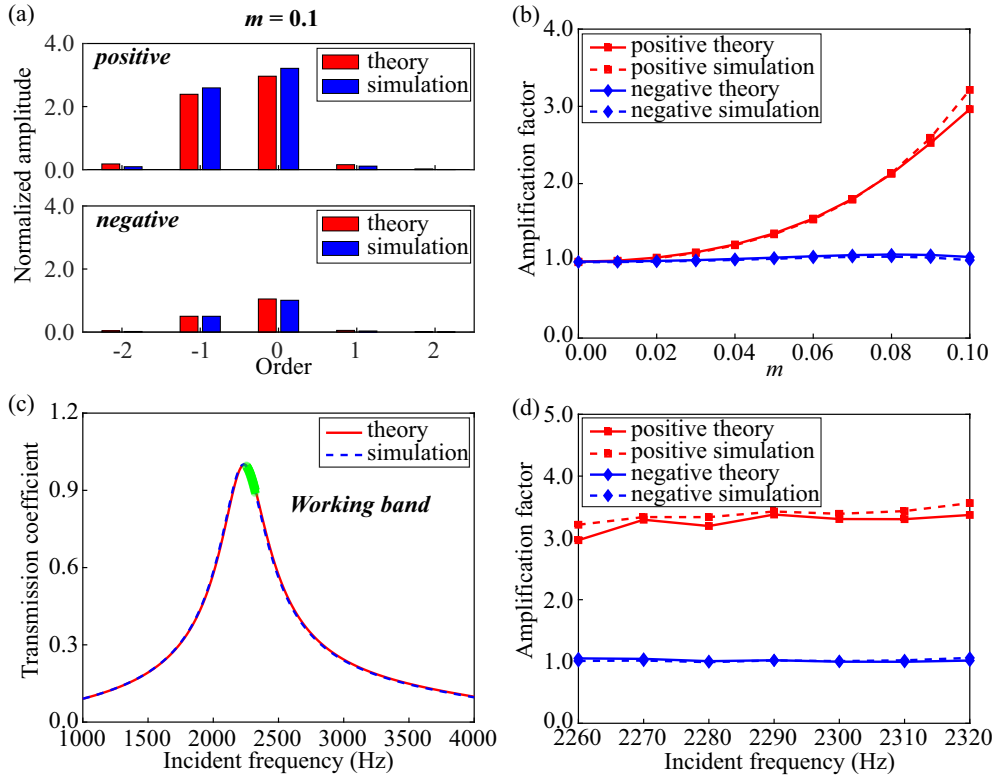 (a)
m = 0.1
4.0
2.0
0.0
positive
theory
simulation
4.0
2.0
0.0
negative
theory
simulation
-2
-1
0
1
2
Order
Normalized amplitude
(b)
4.0
3.0
2.0
1.0
0.0
positive theory
positive simulation
negative theory
negative simulation
0.00
0.02
0.04
0.06
0.08
0.10
m
Amplification factor
(c)
1.2
0.9
0.6
0.3
0.0
theory
simulation
Working band
1000
1500
2000
2500
3000
3500
4000
Incident frequency (Hz)
Transmission coefficient
(d)
5.0
4.0
3.0
2.0
1.0
0.0
positive theory
positive simulation
negative theory
negative simulation
2260
2270
2280
2290
2300
2310
2320
Incident frequency (Hz)
Amplification factor